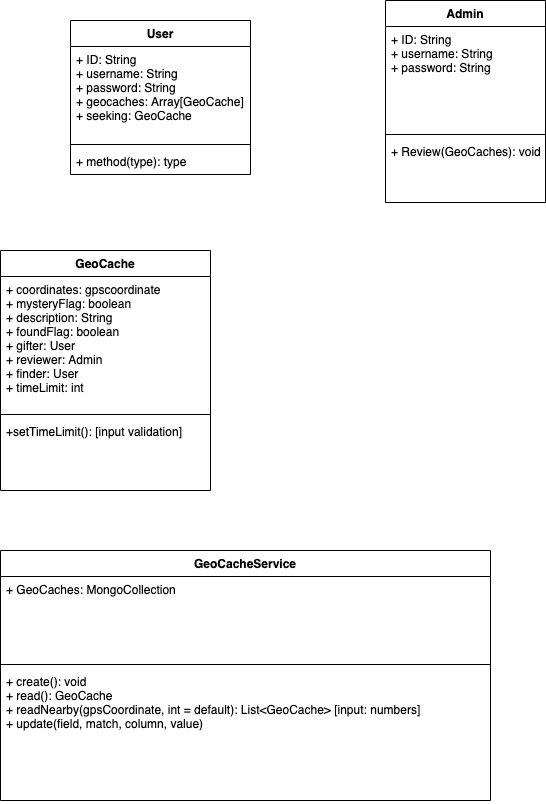 User
+ ID: String
+ username: String
+ password: String
+ geocaches: Array[GeoCache]
+ seeking: GeoCache
+ method(type): type
Admin
+ ID: String
+ username: String
+ password: String
+ Review(GeoCaches): void
GeoCache
+ coordinates: gpscoordinate
+ mysteryFlag: boolean
+ description: String
+ foundFlag: boolean
+ gifter: User
+ reviewer: Admin
+ finder: User
+ timeLimit: int
+setTimeLimit(): [input validation]
GeoCacheService
+ GeoCaches: MongoCollection
+ create(): void
+ read(): GeoCache
+ readNearby(gpsCoordinate, int = default): List<GeoCache> [input: numbers]
+ update(field, match, column, value)